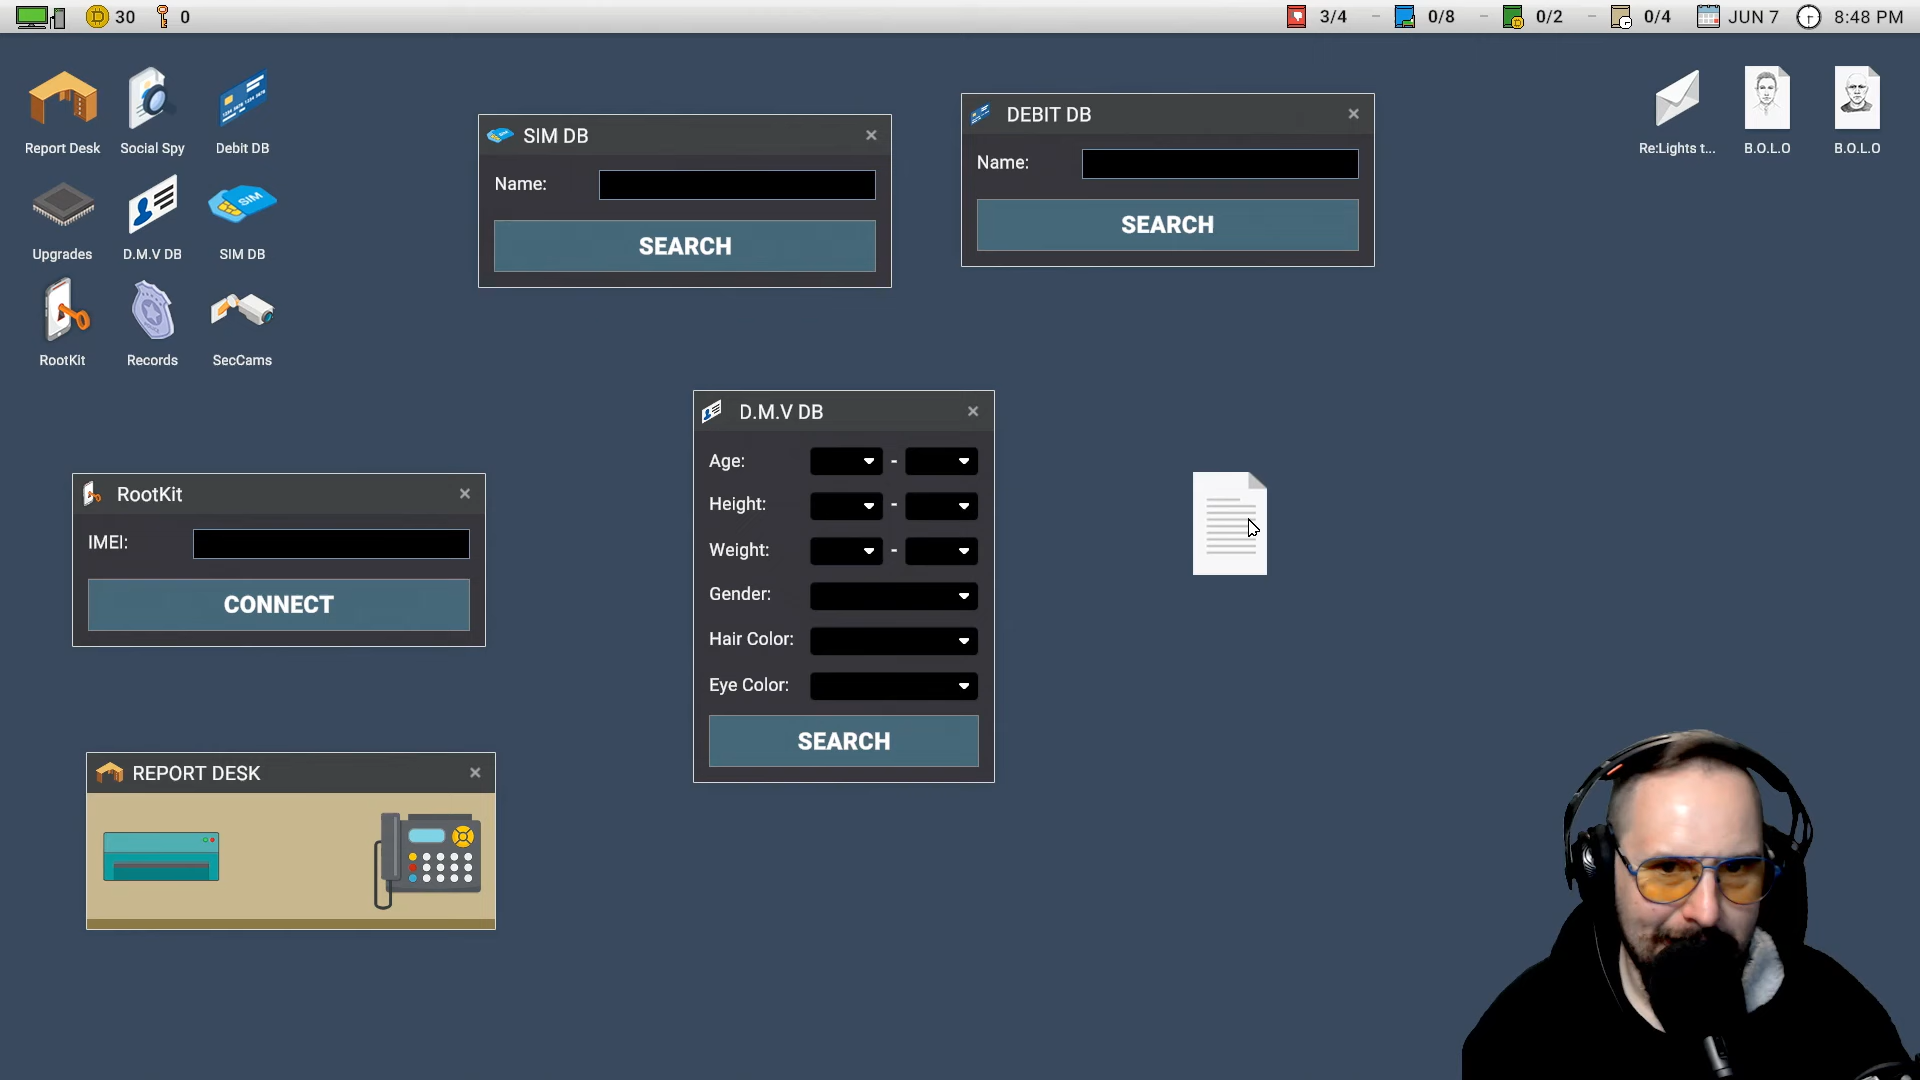 30 0 3/4 - 0/8 - 0/2 - 0/4 JUN 7 8:48 PM
Report Desk Social Spy Debit DB
Re:Lights t... B.O.L.O B.O.L.O
Upgrades D.M.V DB SIM DB
SIM
RootKit Records SecCams
SIM DB ×
Name:
SEARCH
DEBIT DB ×
Name:
SEARCH
D.M.V DB ×
Age: -
Height: -
Weight: -
Gender:
Hair Color:
Eye Color:
SEARCH
RootKit ×
IMEI:
CONNECT
REPORT DESK ×